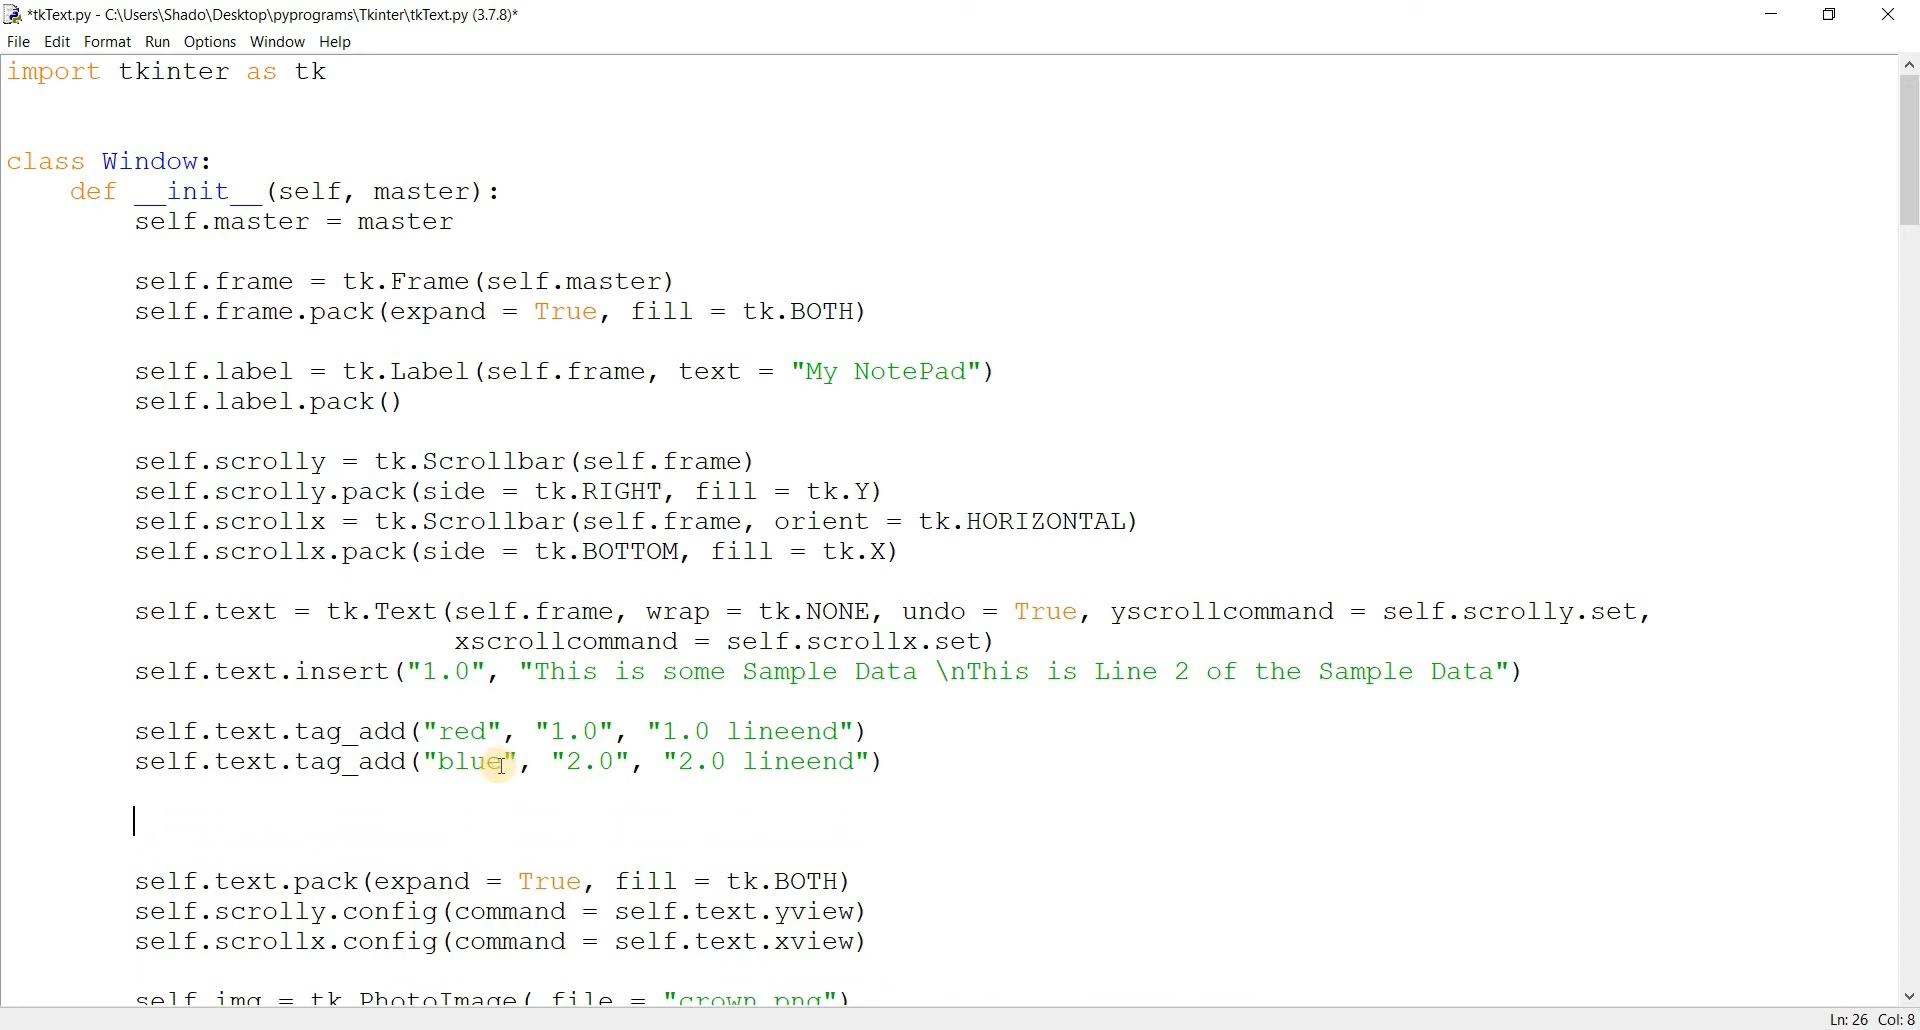 *tkText.py - C:\Users\Shado\Desktop\pyprograms\Tkinter\tkText.py (3.7.8)*
File Edit Format Run Options Window Help
import tkinter as tk
class Window:
    def __init__(self, master):
        self.master = master
        self.frame = tk.Frame(self.master)
        self.frame.pack(expand = True, fill = tk.BOTH)
        self.label = tk.Label(self.frame, text = "My NotePad")
        self.label.pack()
        self.scrolly = tk.Scrollbar(self.frame)
        self.scrolly.pack(side = tk.RIGHT, fill = tk.Y)
        self.scrollx = tk.Scrollbar(self.frame, orient = tk.HORIZONTAL)
        self.scrollx.pack(side = tk.BOTTOM, fill = tk.X)
        self.text = tk.Text(self.frame, wrap = tk.NONE, undo = True, yscrollcommand = self.scrolly.set,
                            xscrollcommand = self.scrollx.set)
        self.text.insert("1.0", "This is some Sample Data \nThis is Line 2 of the Sample Data")
        self.text.tag_add("red", "1.0", "1.0 lineend")
        self.text.tag_add("blue", "2.0", "2.0 lineend")
        self.text.pack(expand = True, fill = tk.BOTH)
        self.scrolly.config(command = self.text.yview)
        self.scrollx.config(command = self.text.xview)
        self.img = tk.PhotoImage( file = "crown.png")
Ln: 26 Col: 8